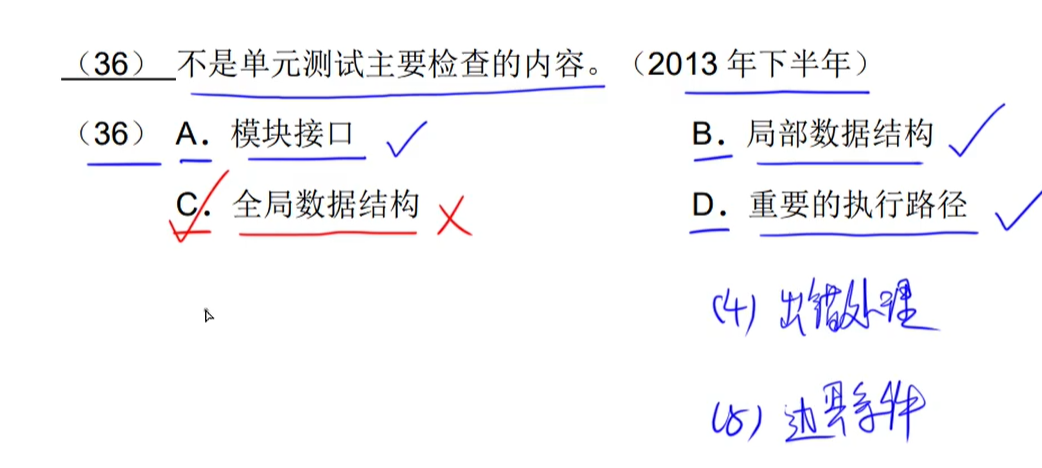 （36） 不是单元测试主要检查的内容。（2013 年下半年）
（36） A．模块接口 B．局部数据结构
C．全局数据结构 D．重要的执行路径
(4) 出错处理
(5) 边界条件